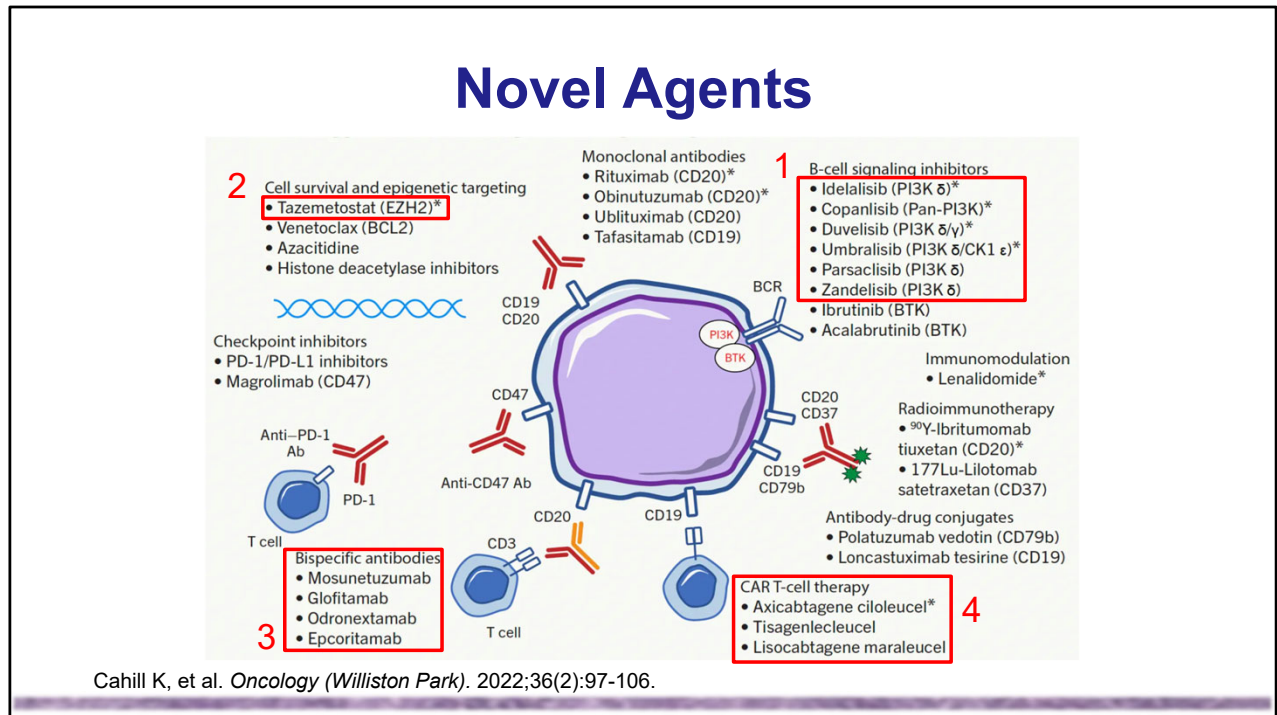 Novel Agents
2
Cell survival and epigenetic targeting
• Tazemetostat (EZH2)*
• Venetoclax (BCL2)
• Azacitidine
• Histone deacetylase inhibitors
Monoclonal antibodies
• Rituximab (CD20)*
• Obinutuzumab (CD20)*
• Ublituximab (CD20)
• Tafasitamab (CD19)
1
B-cell signaling inhibitors
• Idelalisib (PI3K δ)*
• Copanlisib (Pan-PI3K)*
• Duvelisib (PI3K δ/γ)*
• Umbralisib (PI3K δ/CK1 ε)*
• Parsaclisib (PI3K δ)
• Zandelisib (PI3K δ)
• Ibrutinib (BTK)
• Acalabrutinib (BTK)
CD19
CD20
BCR
PI3K
BTK
Checkpoint inhibitors
• PD-1/PD-L1 inhibitors
• Magrolimab (CD47)
Immunomodulation
• Lenalidomide*
CD47
CD20
CD37
Radioimmunotherapy
• ⁹⁰Y-Ibritumomab
tiuxetan (CD20)*
• 177Lu-Lilotomab
satetraxetan (CD37)
Anti–PD-1
Ab
PD-1
T cell
Anti-CD47 Ab
CD19
CD79b
Antibody-drug conjugates
• Polatuzumab vedotin (CD79b)
• Loncastuximab tesirine (CD19)
CD20
CD3
T cell
CD19
3
Bispecific antibodies
• Mosunetuzumab
• Glofitamab
• Odronextamab
• Epcoritamab
CAR T-cell therapy
• Axicabtagene ciloleucel*
• Tisagenlecleucel
• Lisocabtagene maraleucel
4
Cahill K, et al. Oncology (Williston Park). 2022;36(2):97-106.